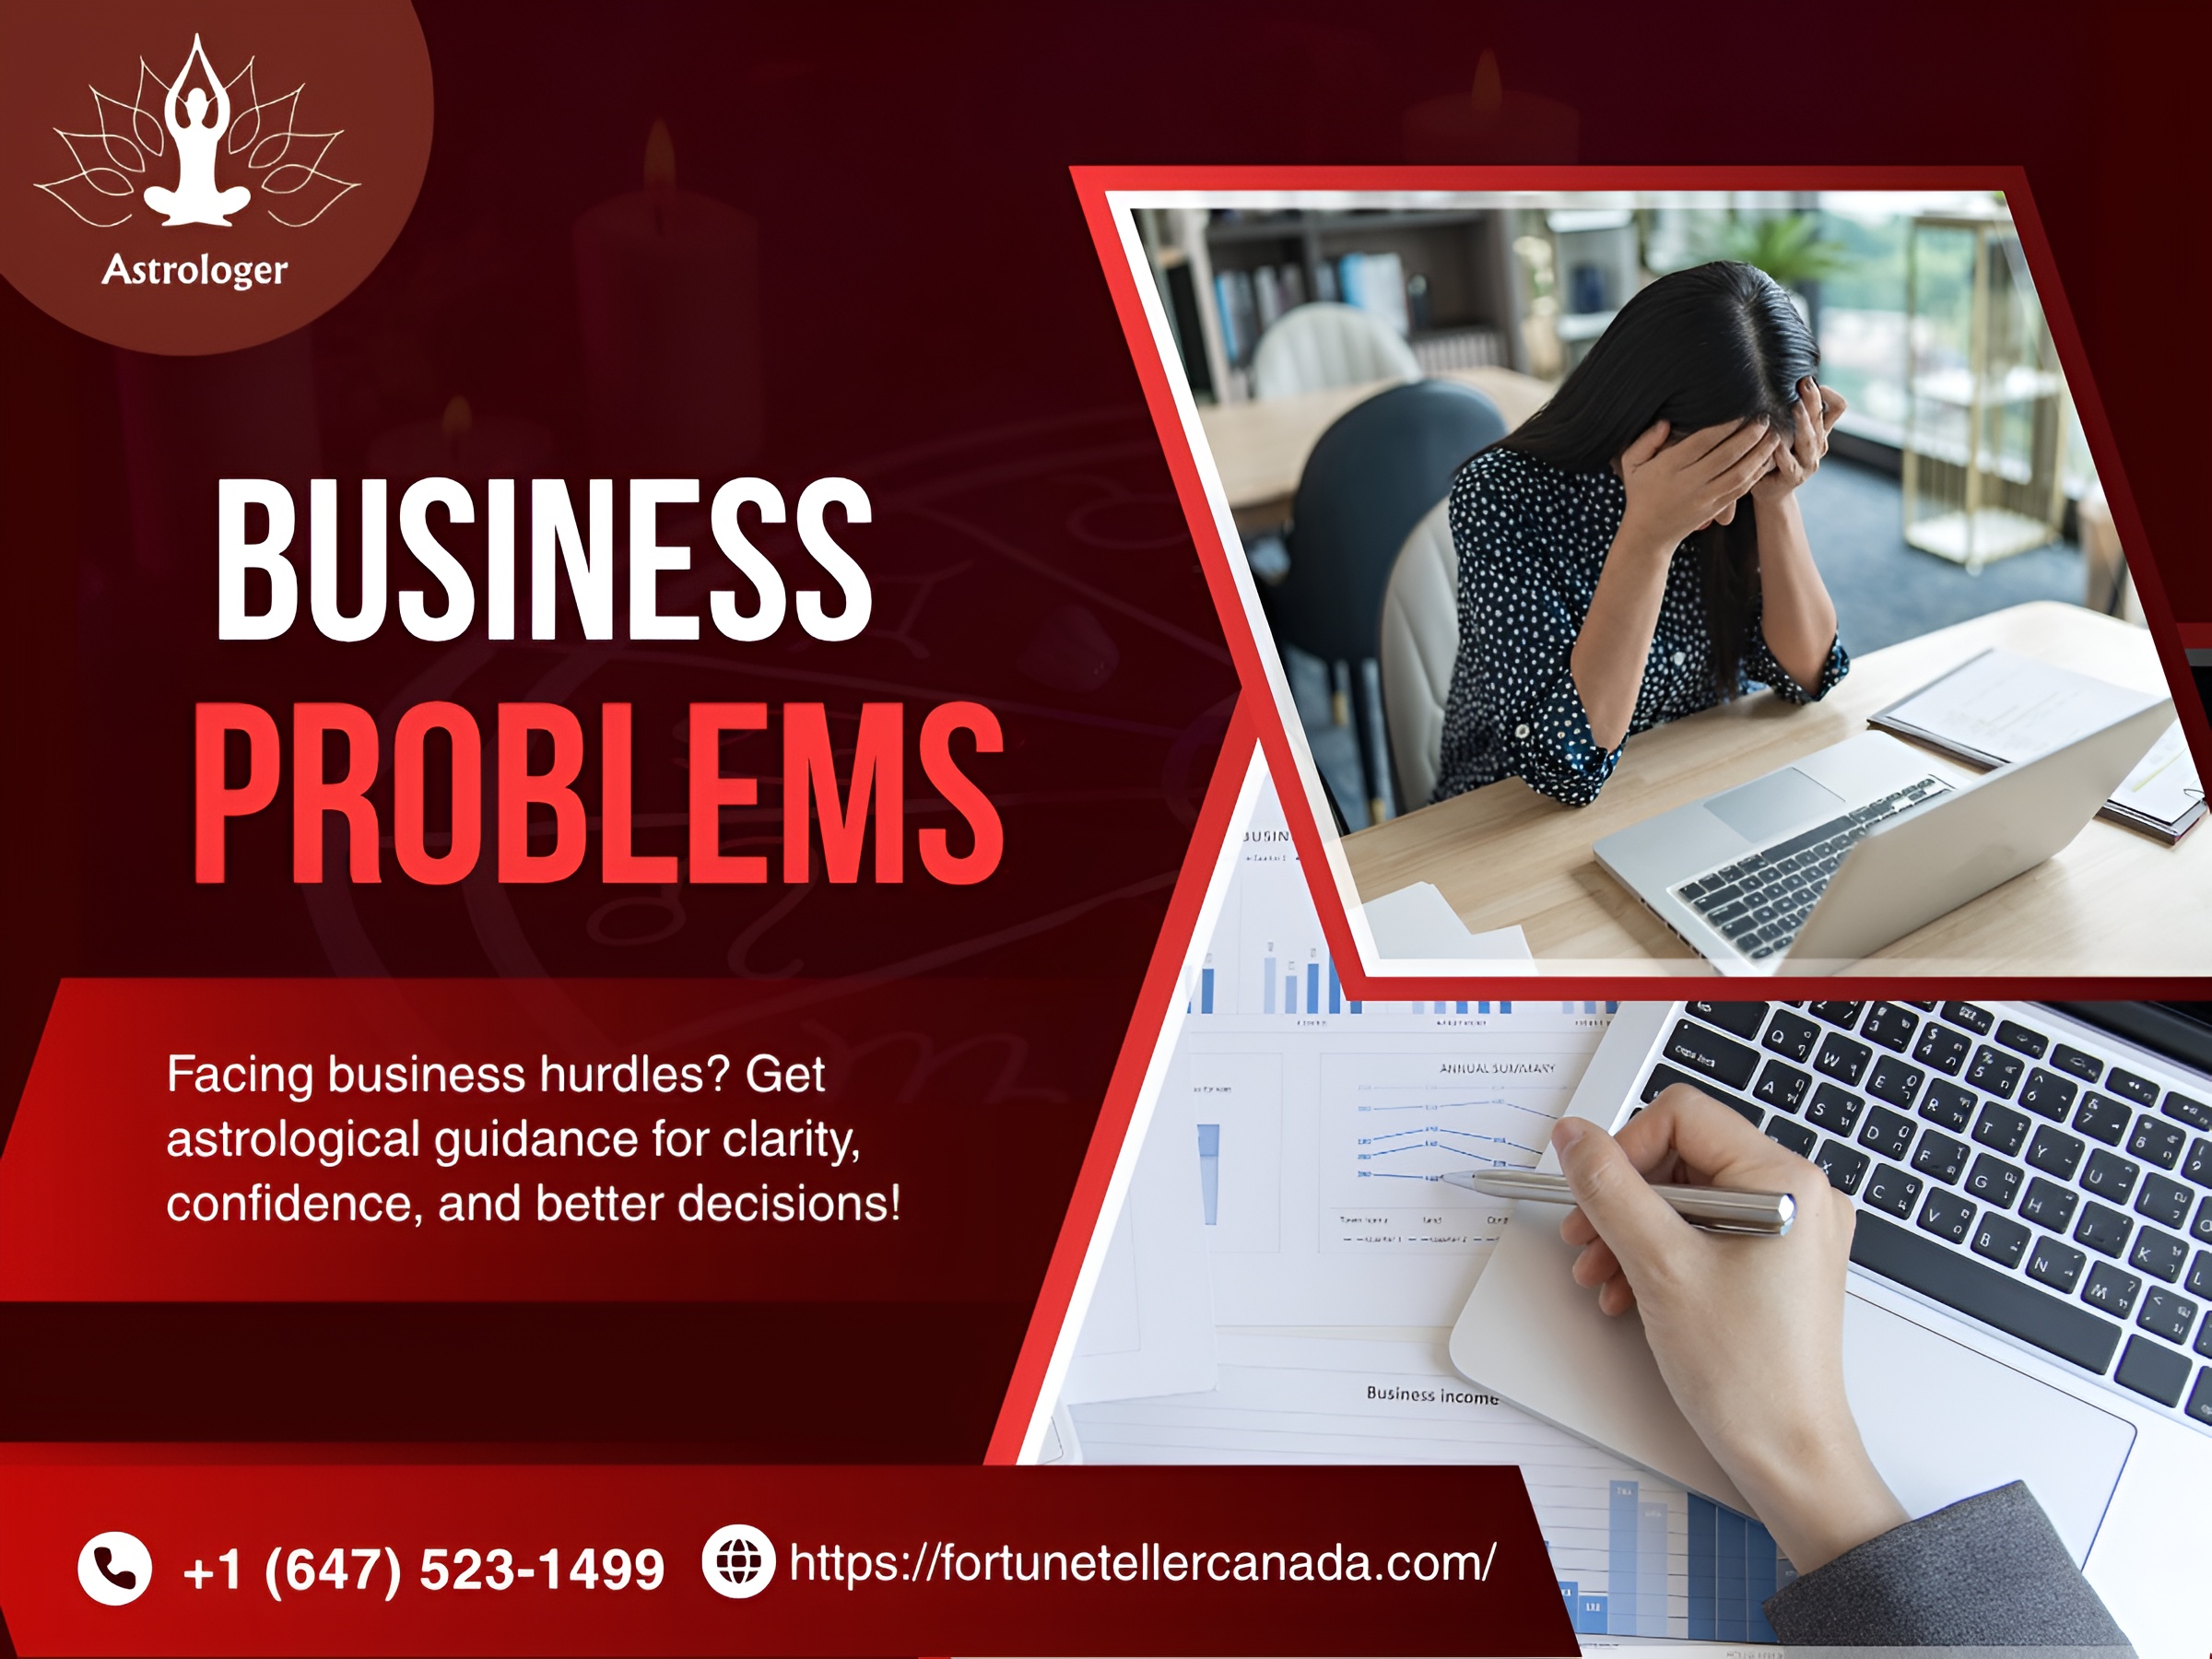 Astrologer
BUSINESS
PROBLEMS
Facing business hurdles? Get
astrological guidance for clarity,
confidence, and better decisions!
+1 (647) 523-1499
https://fortunetellercanada.com/
BUSIN
ANNUAL SUMMARY
Business income